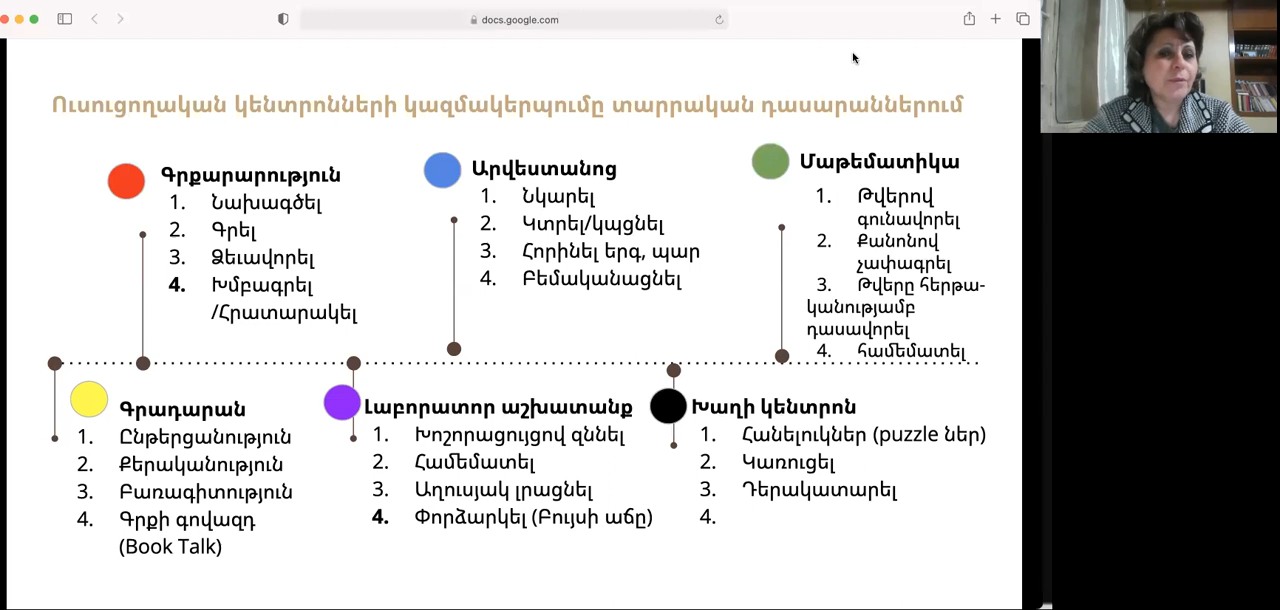 docs.google.com
Ուսուցողական կենտրոնների կազմակերպումը տարրական դասարաններում
Գրքարարություն
1. Նախագծել
2. Գրել
3. Ձեւավորել
4. Խմբագրել
/Հրատարակել
Արվեստանոց
1. Նկարել
2. Կտրել/կպցնել
3. Հորինել երգ, պար
4. Բեմականացնել
Մաթեմատիկա
1. Թվերով
գունավորել
2. Քանոնով
չափագրել
3. Թվերը հերթա-
կանությամբ
դասավորել
4. համեմատել
Գրադարան
1. Ընթերցանություն
2. Քերականություն
3. Բառագիտություն
4. Գրքի գովազդ
(Book Talk)
Լաբորատոր աշխատանք
1. Խոշորացույցով զննել
2. Համեմատել
3. Աղուսյակ լրացնել
4. Փորձարկել (Բույսի աճը)
Խաղի կենտրոն
1. Հանելուկներ (puzzle ներ)
2. Կառուցել
3. Դերակատարել
4.